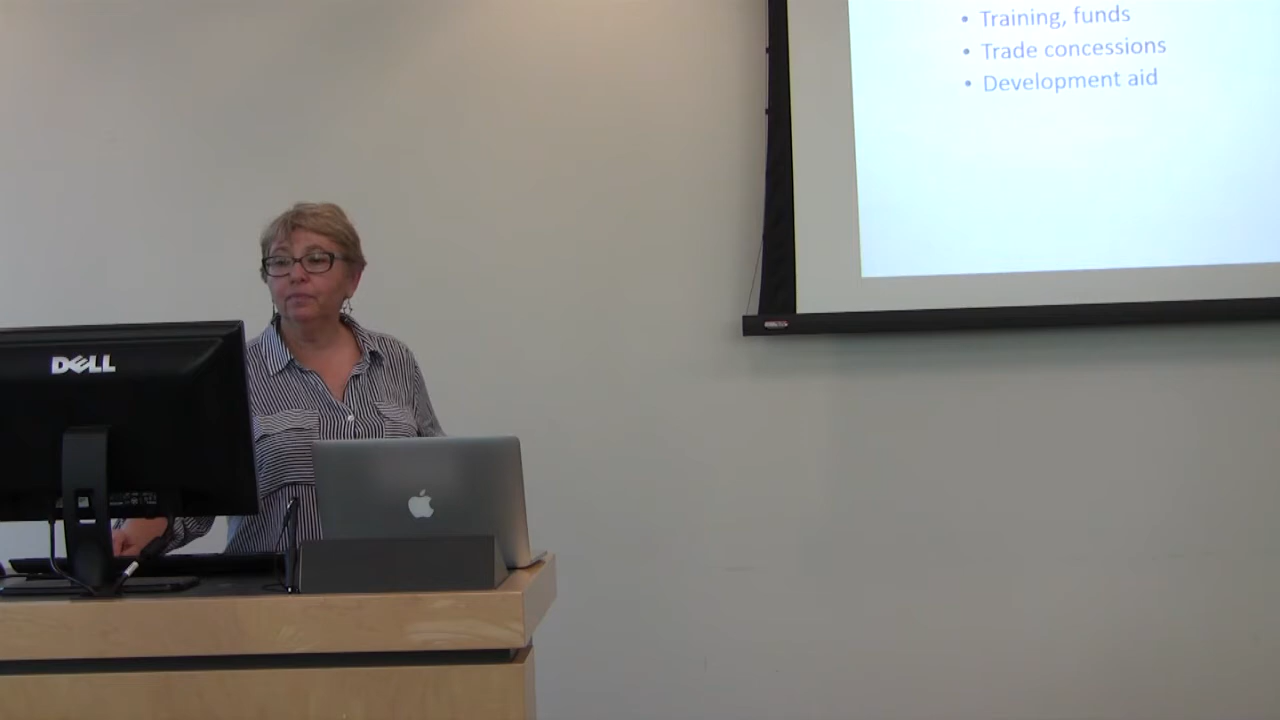 • Training, funds
• Trade concessions
• Development aid
DELL